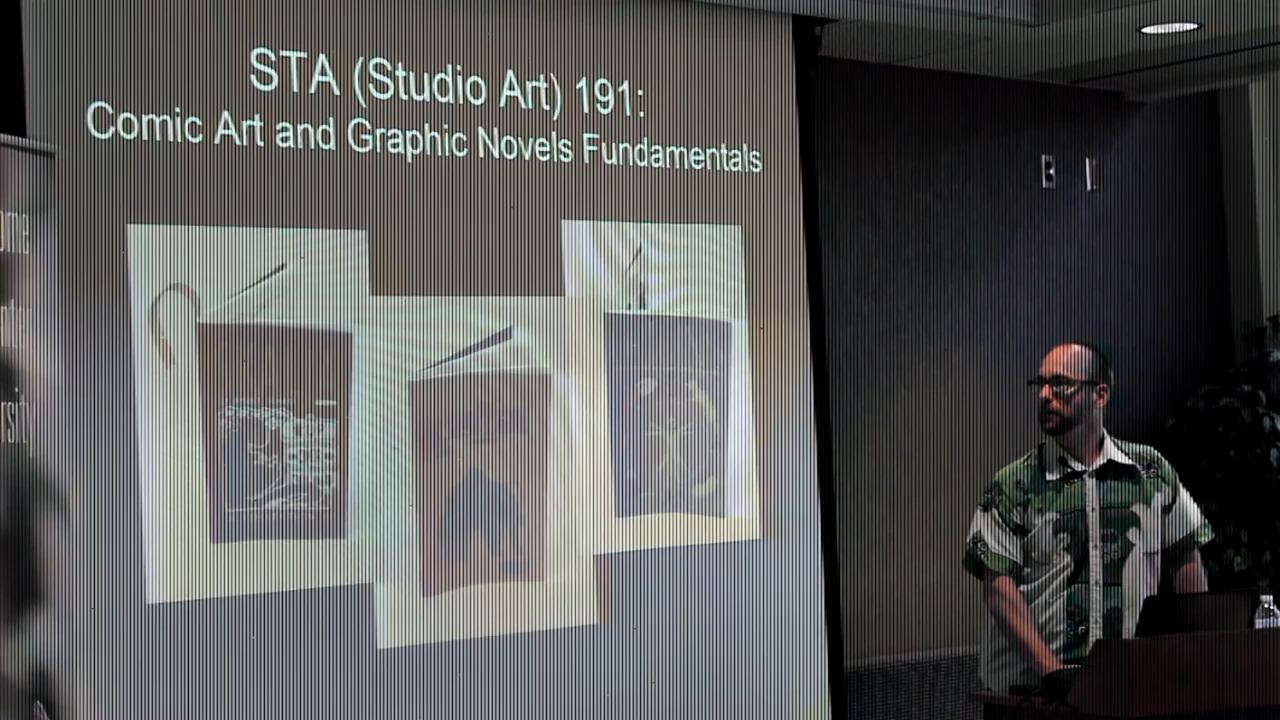 STA (Studio Art) 191:
Comic Art and Graphic Novels Fundamentals